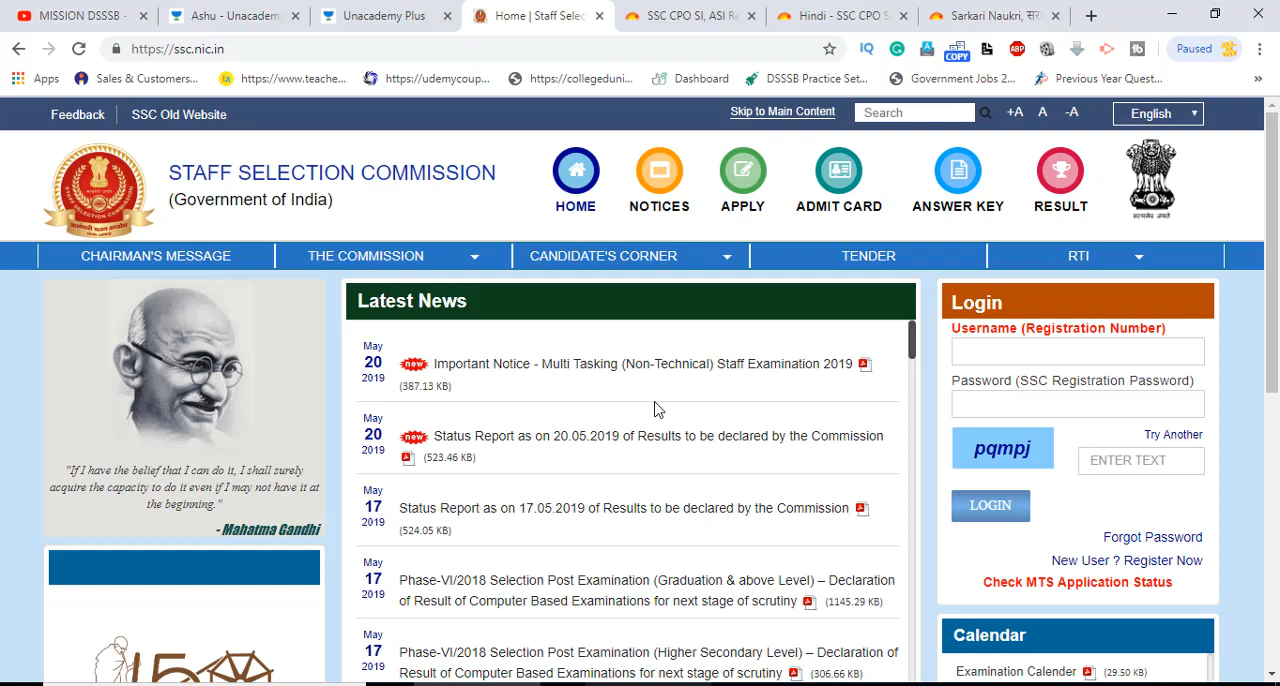 MISSION DSSSB -
Ashu - Unacademy
Unacademy Plus
Home | Staff Selec
SSC CPO SI, ASI Re
Hindi - SSC CPO S
Sarkari Naukri, सर
https://ssc.nic.in
IQ
COPY
ABP
Paused
Apps
Sales & Customers...
https://www.teache...
https://udemycoup...
https://collegeduni...
Dashboard
DSSSB Practice Set...
Government Jobs 2...
Previous Year Quest...
Feedback
SSC Old Website
Skip to Main Content
Search
+A A -A
English
STAFF SELECTION COMMISSION
(Government of India)
HOME
NOTICES
APPLY
ADMIT CARD
ANSWER KEY
RESULT
सत्यमेव जयते
CHAIRMAN'S MESSAGE
THE COMMISSION
CANDIDATE'S CORNER
TENDER
RTI
"If I have the belief that I can do it, I shall surely
acquire the capacity to do it even if I may not have it at
the beginning."
- Mahatma Gandhi
Latest News
May
20
2019
new Important Notice - Multi Tasking (Non-Technical) Staff Examination 2019
(387.13 KB)
May
20
2019
new Status Report as on 20.05.2019 of Results to be declared by the Commission
(523.46 KB)
May
17
2019
Status Report as on 17.05.2019 of Results to be declared by the Commission
(524.05 KB)
May
17
2019
Phase-VI/2018 Selection Post Examination (Graduation & above Level) – Declaration
of Result of Computer Based Examinations for next stage of scrutiny (1145.29 KB)
May
17
2019
Phase-VI/2018 Selection Post Examination (Higher Secondary Level) – Declaration of
Result of Computer Based Examinations for next stage of scrutiny (306.66 KB)
Login
Username (Registration Number)
Password (SSC Registration Password)
pqmpj
Try Another
ENTER TEXT
LOGIN
Forgot Password
New User ? Register Now
Check MTS Application Status
Calendar
Examination Calender (29.50 KB)
15